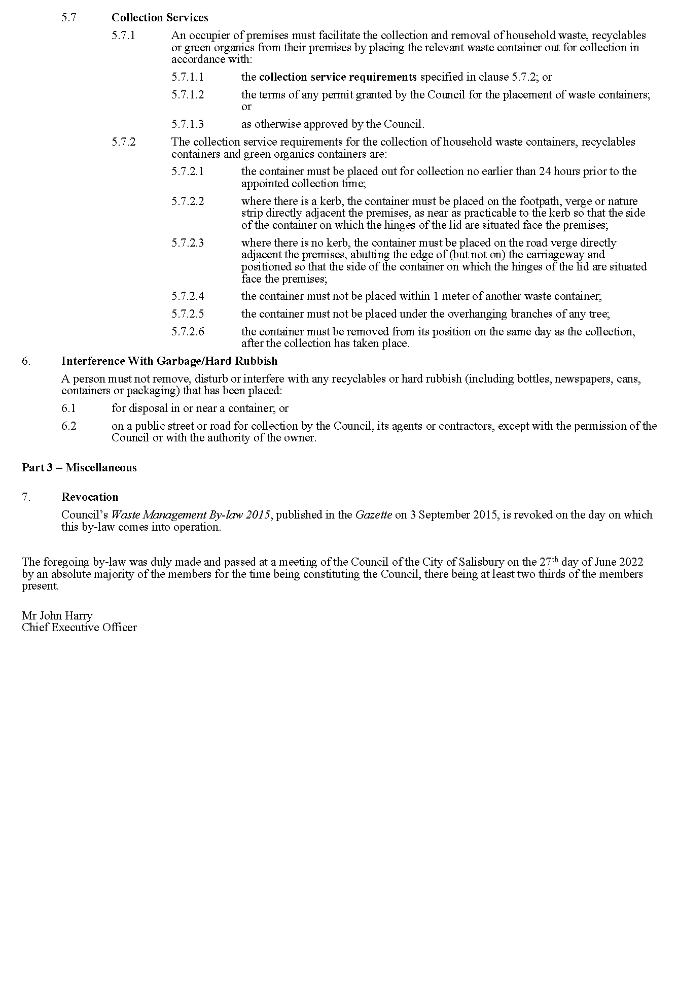 5.7 Collection Services
5.7.1 An occupier of premises must facilitate the collection and removal of household waste, recyclables
or green organics from their premises by placing the relevant waste container out for collection in
accordance with:
5.7.1.1 the collection service requirements specified in clause 5.7.2; or
5.7.1.2 the terms of any permit granted by the Council for the placement of waste containers;
or
5.7.1.3 as otherwise approved by the Council.
5.7.2 The collection service requirements for the collection of household waste containers, recyclables
containers and green organics containers are:
5.7.2.1 the container must be placed out for collection no earlier than 24 hours prior to the
appointed collection time;
5.7.2.2 where there is a kerb, the container must be placed on the footpath, verge or nature
strip directly adjacent the premises, as near as practicable to the kerb so that the side
of the container on which the hinges of the lid are situated face the premises;
5.7.2.3 where there is no kerb, the container must be placed on the road verge directly
adjacent the premises, abutting the edge of (but not on) the carriageway and
positioned so that the side of the container on which the hinges of the lid are situated
face the premises;
5.7.2.4 the container must not be placed within 1 meter of another waste container;
5.7.2.5 the container must not be placed under the overhanging branches of any tree;
5.7.2.6 the container must be removed from its position on the same day as the collection,
after the collection has taken place.
6. Interference With Garbage/Hard Rubbish
A person must not remove, disturb or interfere with any recyclables or hard rubbish (including bottles, newspapers, cans,
containers or packaging) that has been placed:
6.1 for disposal in or near a container; or
6.2 on a public street or road for collection by the Council, its agents or contractors, except with the permission of the
Council or with the authority of the owner.
Part 3 – Miscellaneous
7. Revocation
Council’s Waste Management By-law 2015, published in the Gazette on 3 September 2015, is revoked on the day on which
this by-law comes into operation.
The foregoing by-law was duly made and passed at a meeting of the Council of the City of Salisbury on the 27th day of June 2022
by an absolute majority of the members for the time being constituting the Council, there being at least two thirds of the members
present.
Mr John Harry
Chief Executive Officer